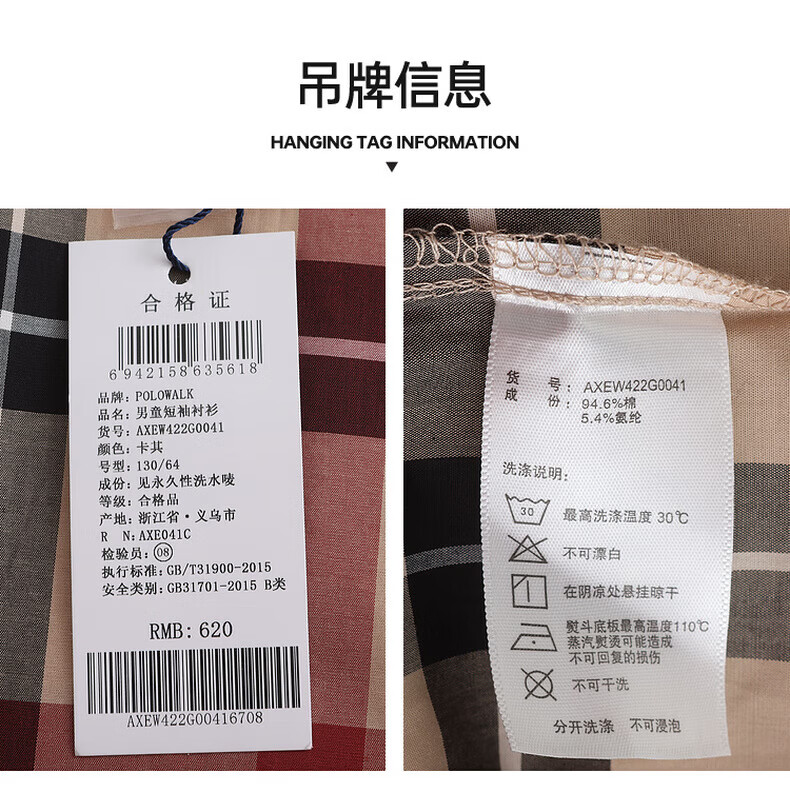 吊牌信息
HANGING TAG INFORMATION
合格证
6942158635618
品牌: POLOWALK
品名: 男童短袖衬衫
货号: AXEW422G0041
颜色: 卡其
号型: 130/64
成份: 见永久性洗水唛
等级: 合格品
产地: 浙江省·义乌市
R N: AXE041C
检验员: 08
执行标准: GB/T31900-2015
安全类别: GB31701-2015 B类
RMB: 620
AXEW422G00416708
货号: AXEW422G0041
成份: 94.6%棉
5.4%氨纶
洗涤说明:
30 最高洗涤温度 30℃
不可漂白
在阴凉处悬挂晾干
熨斗底板最高温度110℃
蒸汽熨烫可能造成
不可回复的损伤
不可干洗
分开洗涤 不可浸泡